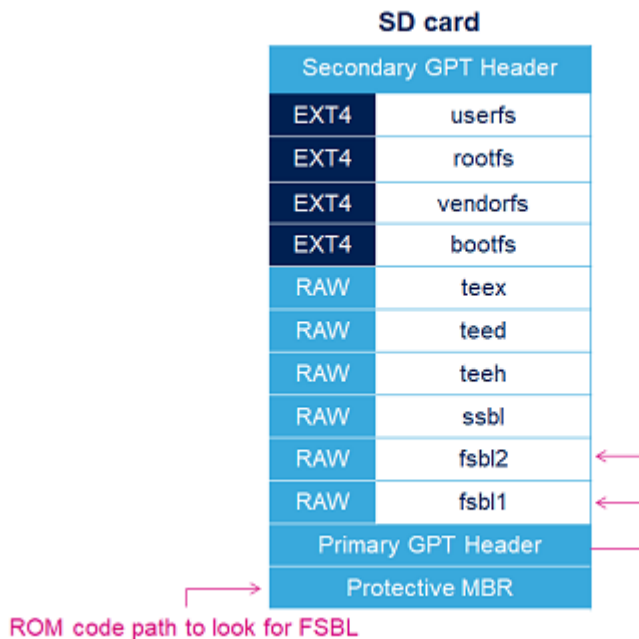 SD card
Secondary GPT Header
EXT4 userfs
EXT4 rootfs
EXT4 vendorfs
EXT4 bootfs
RAW teex
RAW teed
RAW teeh
RAW ssbl
RAW fsbl2
RAW fsbl1
Primary GPT Header
Protective MBR
ROM code path to look for FSBL